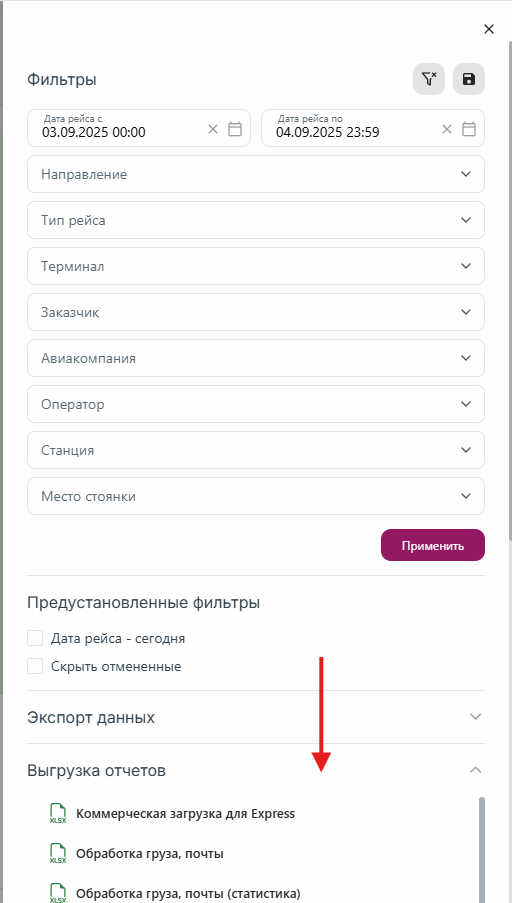 Фильтры
Дата рейса с
03.09.2025 00:00
Дата рейса по
04.09.2025 23:59
Направление
Тип рейса
Терминал
Заказчик
Авиакомпания
Оператор
Станция
Место стоянки
Применить
Предустановленные фильтры
Дата рейса - сегодня
Скрыть отмененные
Экспорт данных
Выгрузка отчетов
XLSX Коммерческая загрузка для Express
XLSX Обработка груза, почты
XLSX Обработка груза, почты (статистика)